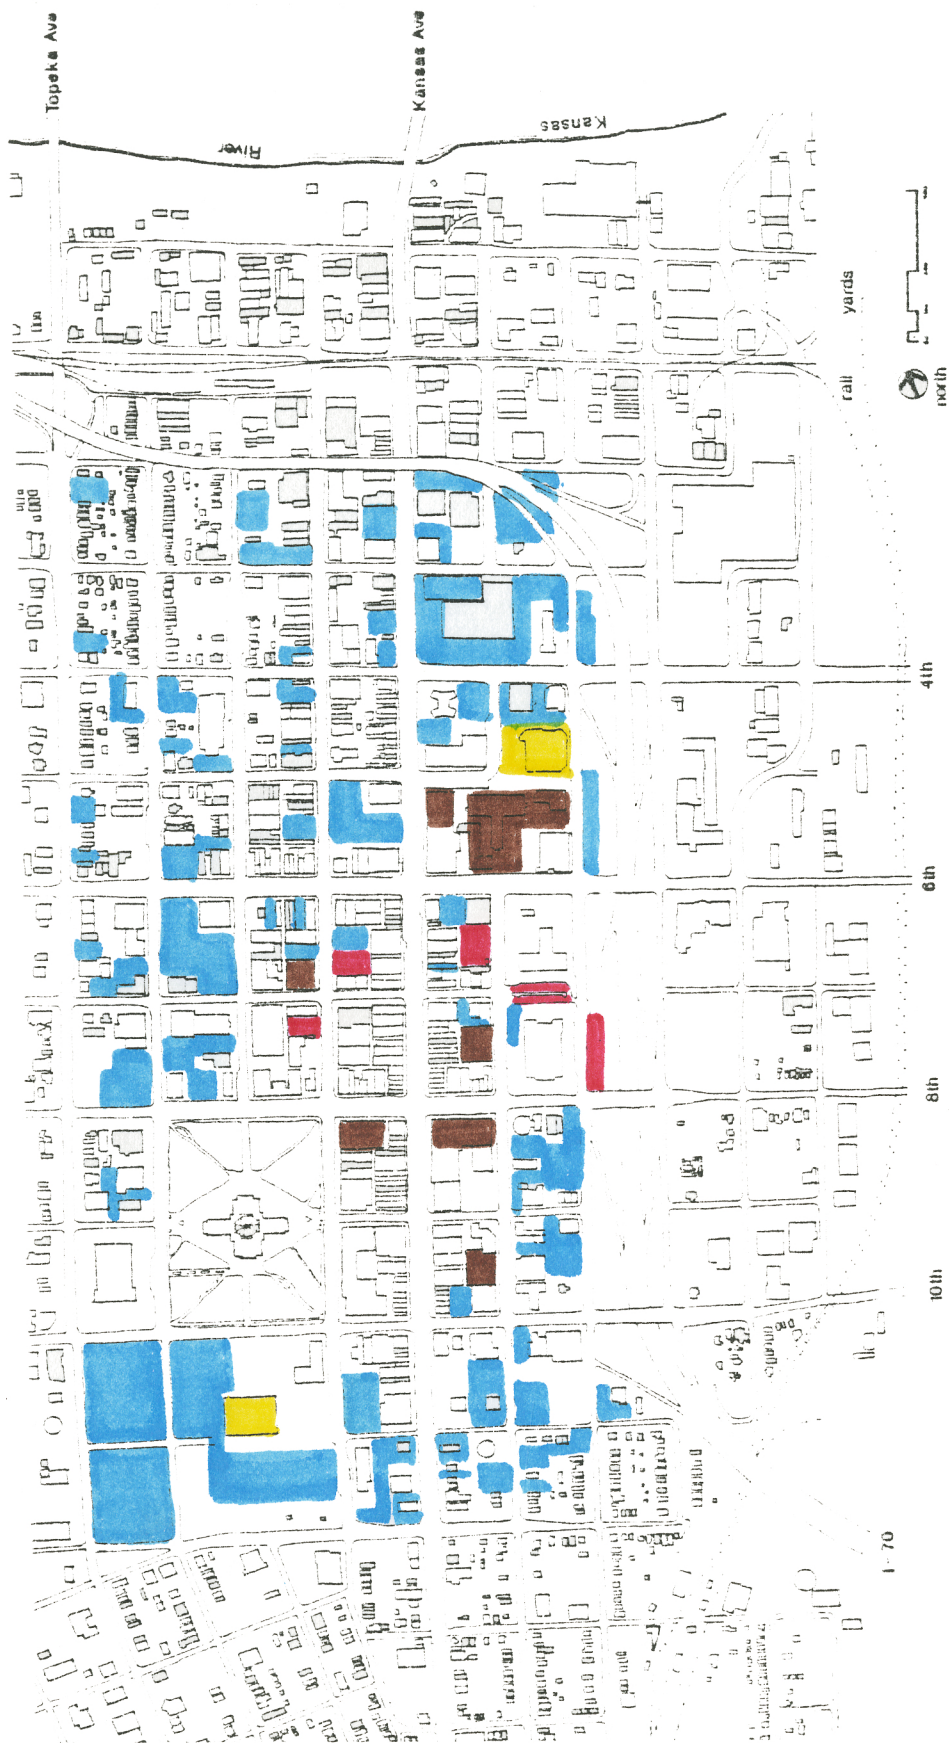 Topeka Ave
Kansas Ave
River
Kansas
rail yards
north
4th
6th
8th
10th
I-70